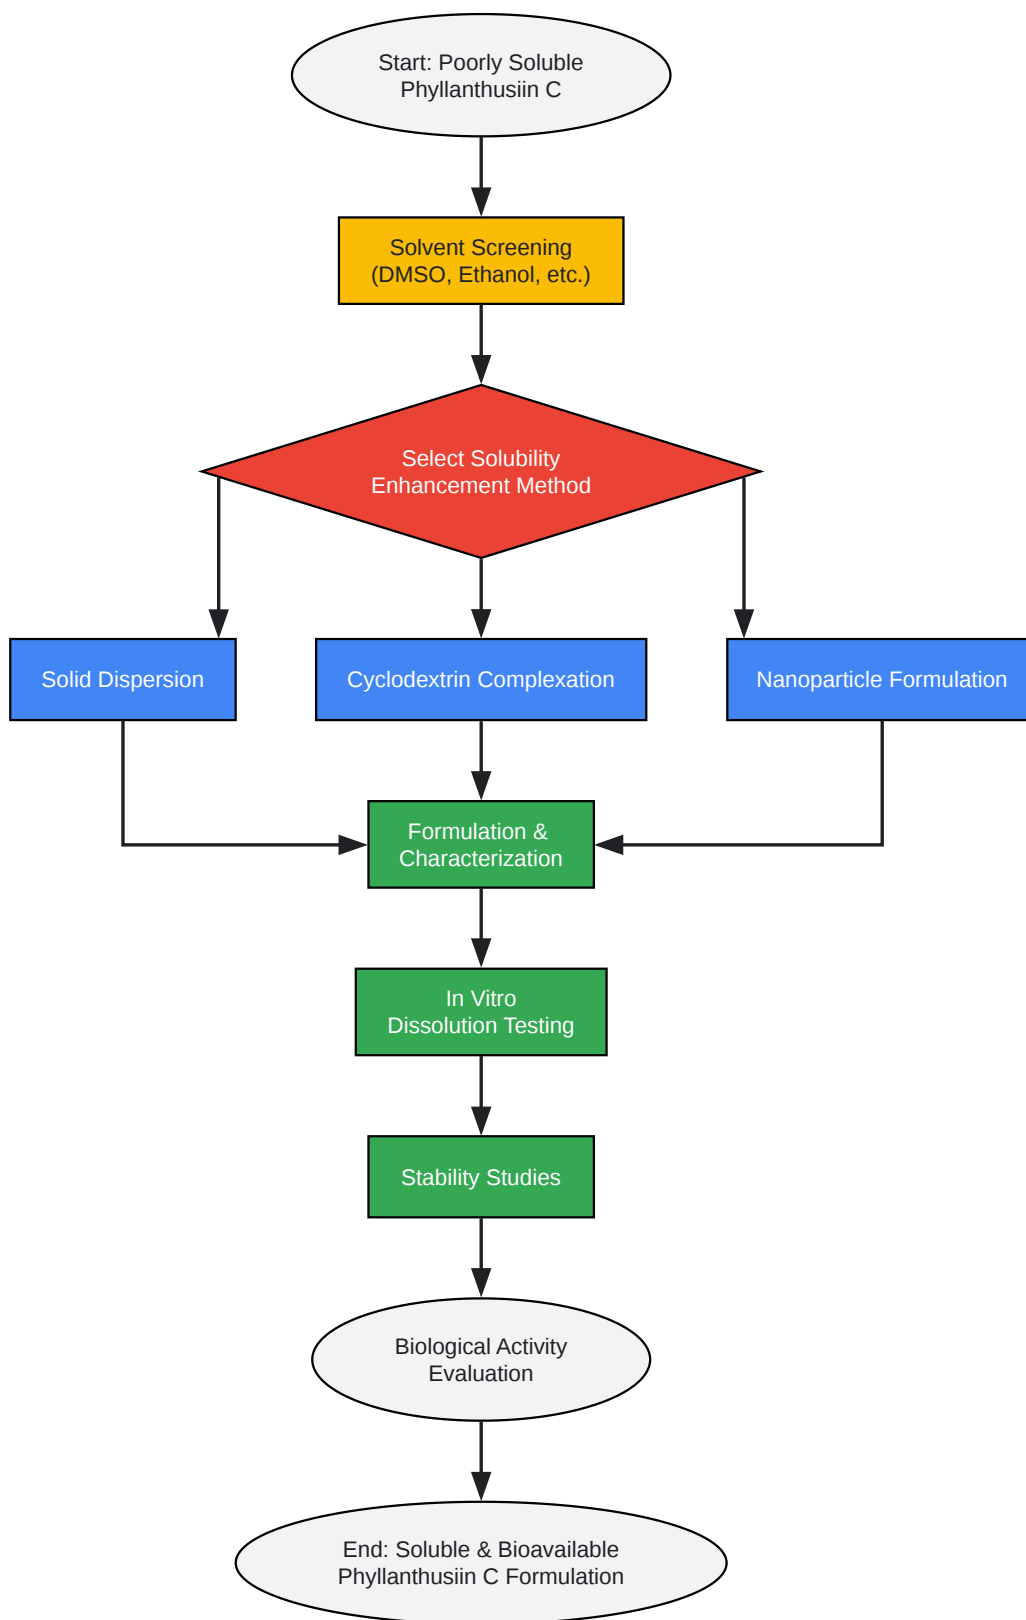 Start: Poorly Soluble
Phyllanthusiin C
Solvent Screening
(DMSO, Ethanol, etc.)
Select Solubility
Enhancement Method
Solid Dispersion
Cyclodextrin Complexation
Nanoparticle Formulation
Formulation &
Characterization
In Vitro
Dissolution Testing
Stability Studies
Biological Activity
Evaluation
End: Soluble & Bioavailable
Phyllanthusiin C Formulation